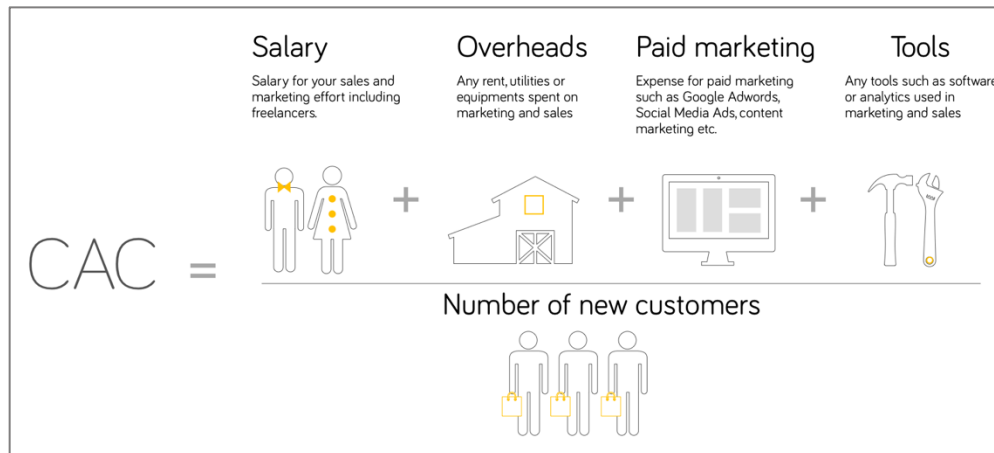 Salary
Salary for your sales and
marketing effort including
freelancers.
Overheads
Any rent, utilities or
equipments spent on
marketing and sales
Paid marketing
Expense for paid marketing
such as Google Adwords,
Social Media Ads, content
marketing etc.
Tools
Any tools such as software
or analytics used in
marketing and sales
+
+
+
CAC =
Number of new customers